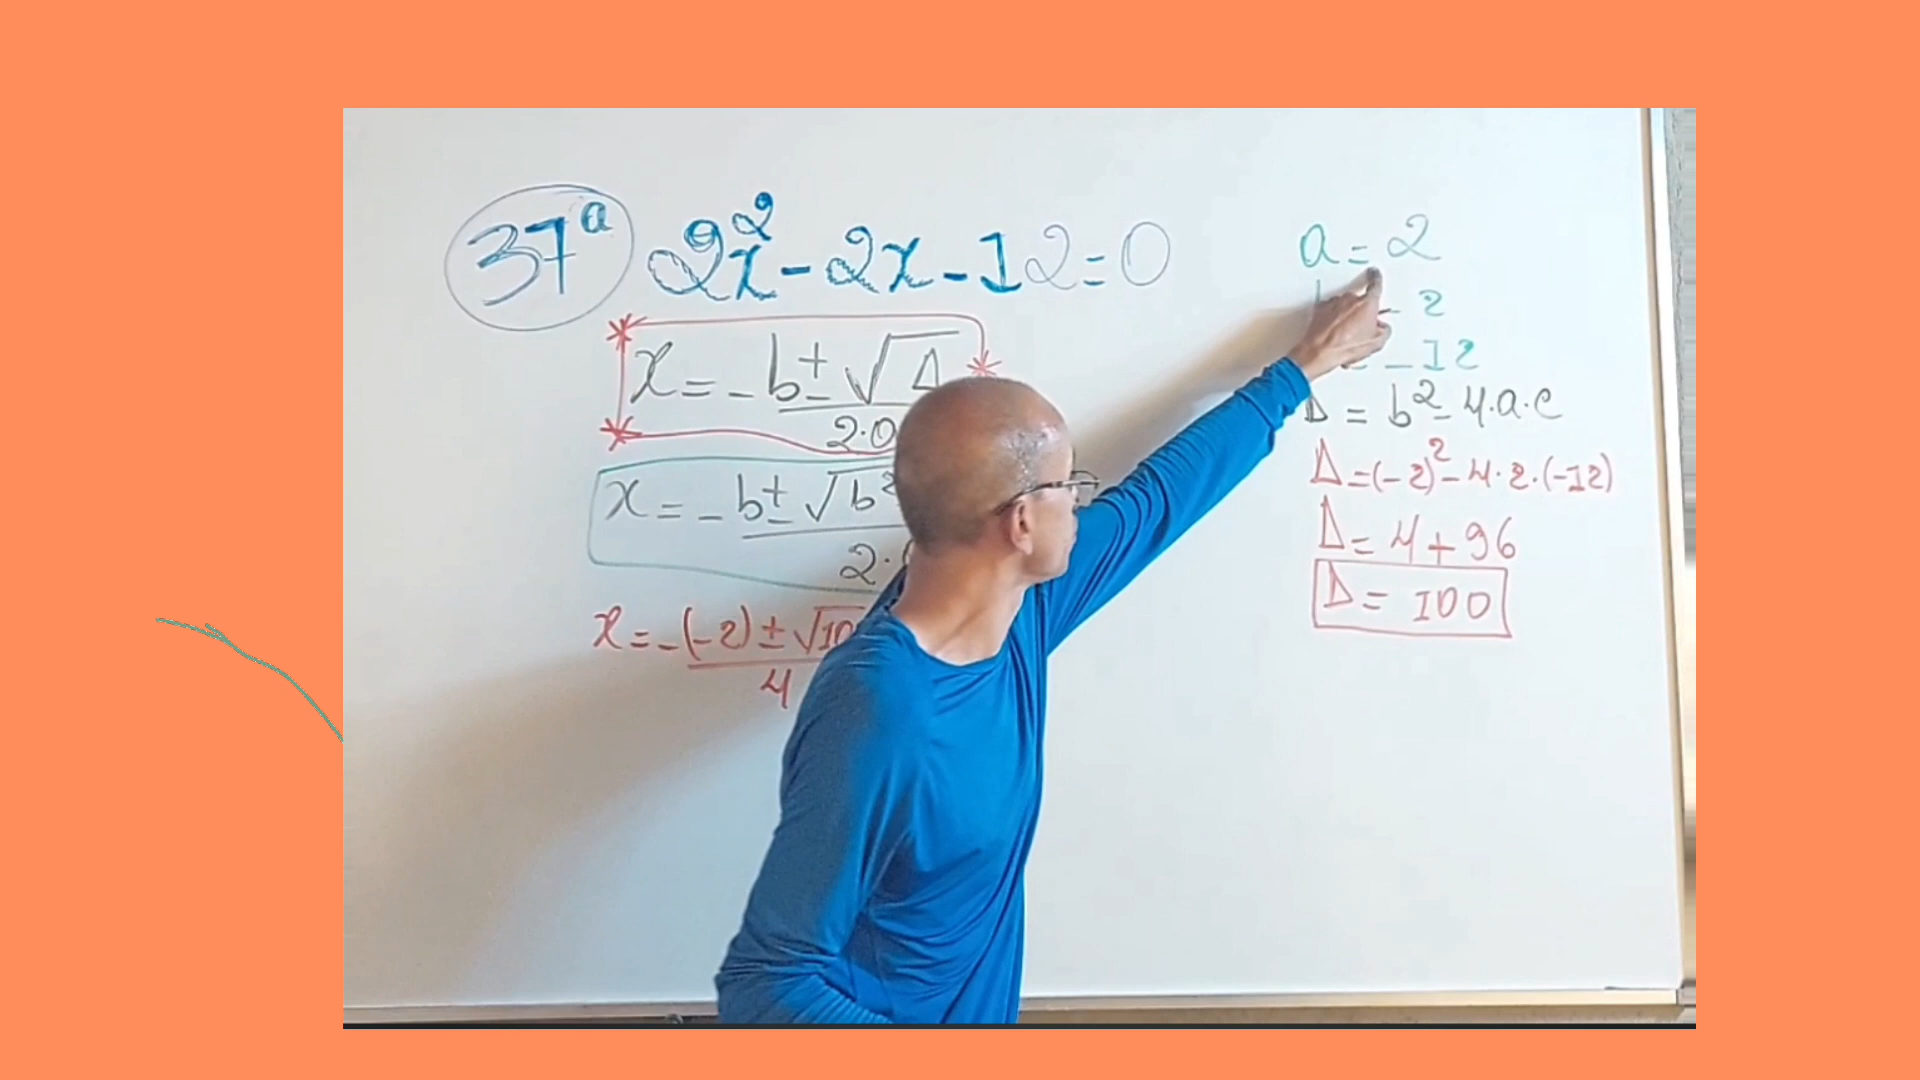 37ª 2x² - 2x - 12 = 0
x = -b ± √Δ
2·a
x = -b ± √b²
2·
x = -(-2) ± √10
4
a = 2
- 2
= -12
Δ = b² - 4·a·c
Δ = (-2)² - 4·2·(-12)
Δ = 4 + 96
Δ = 100